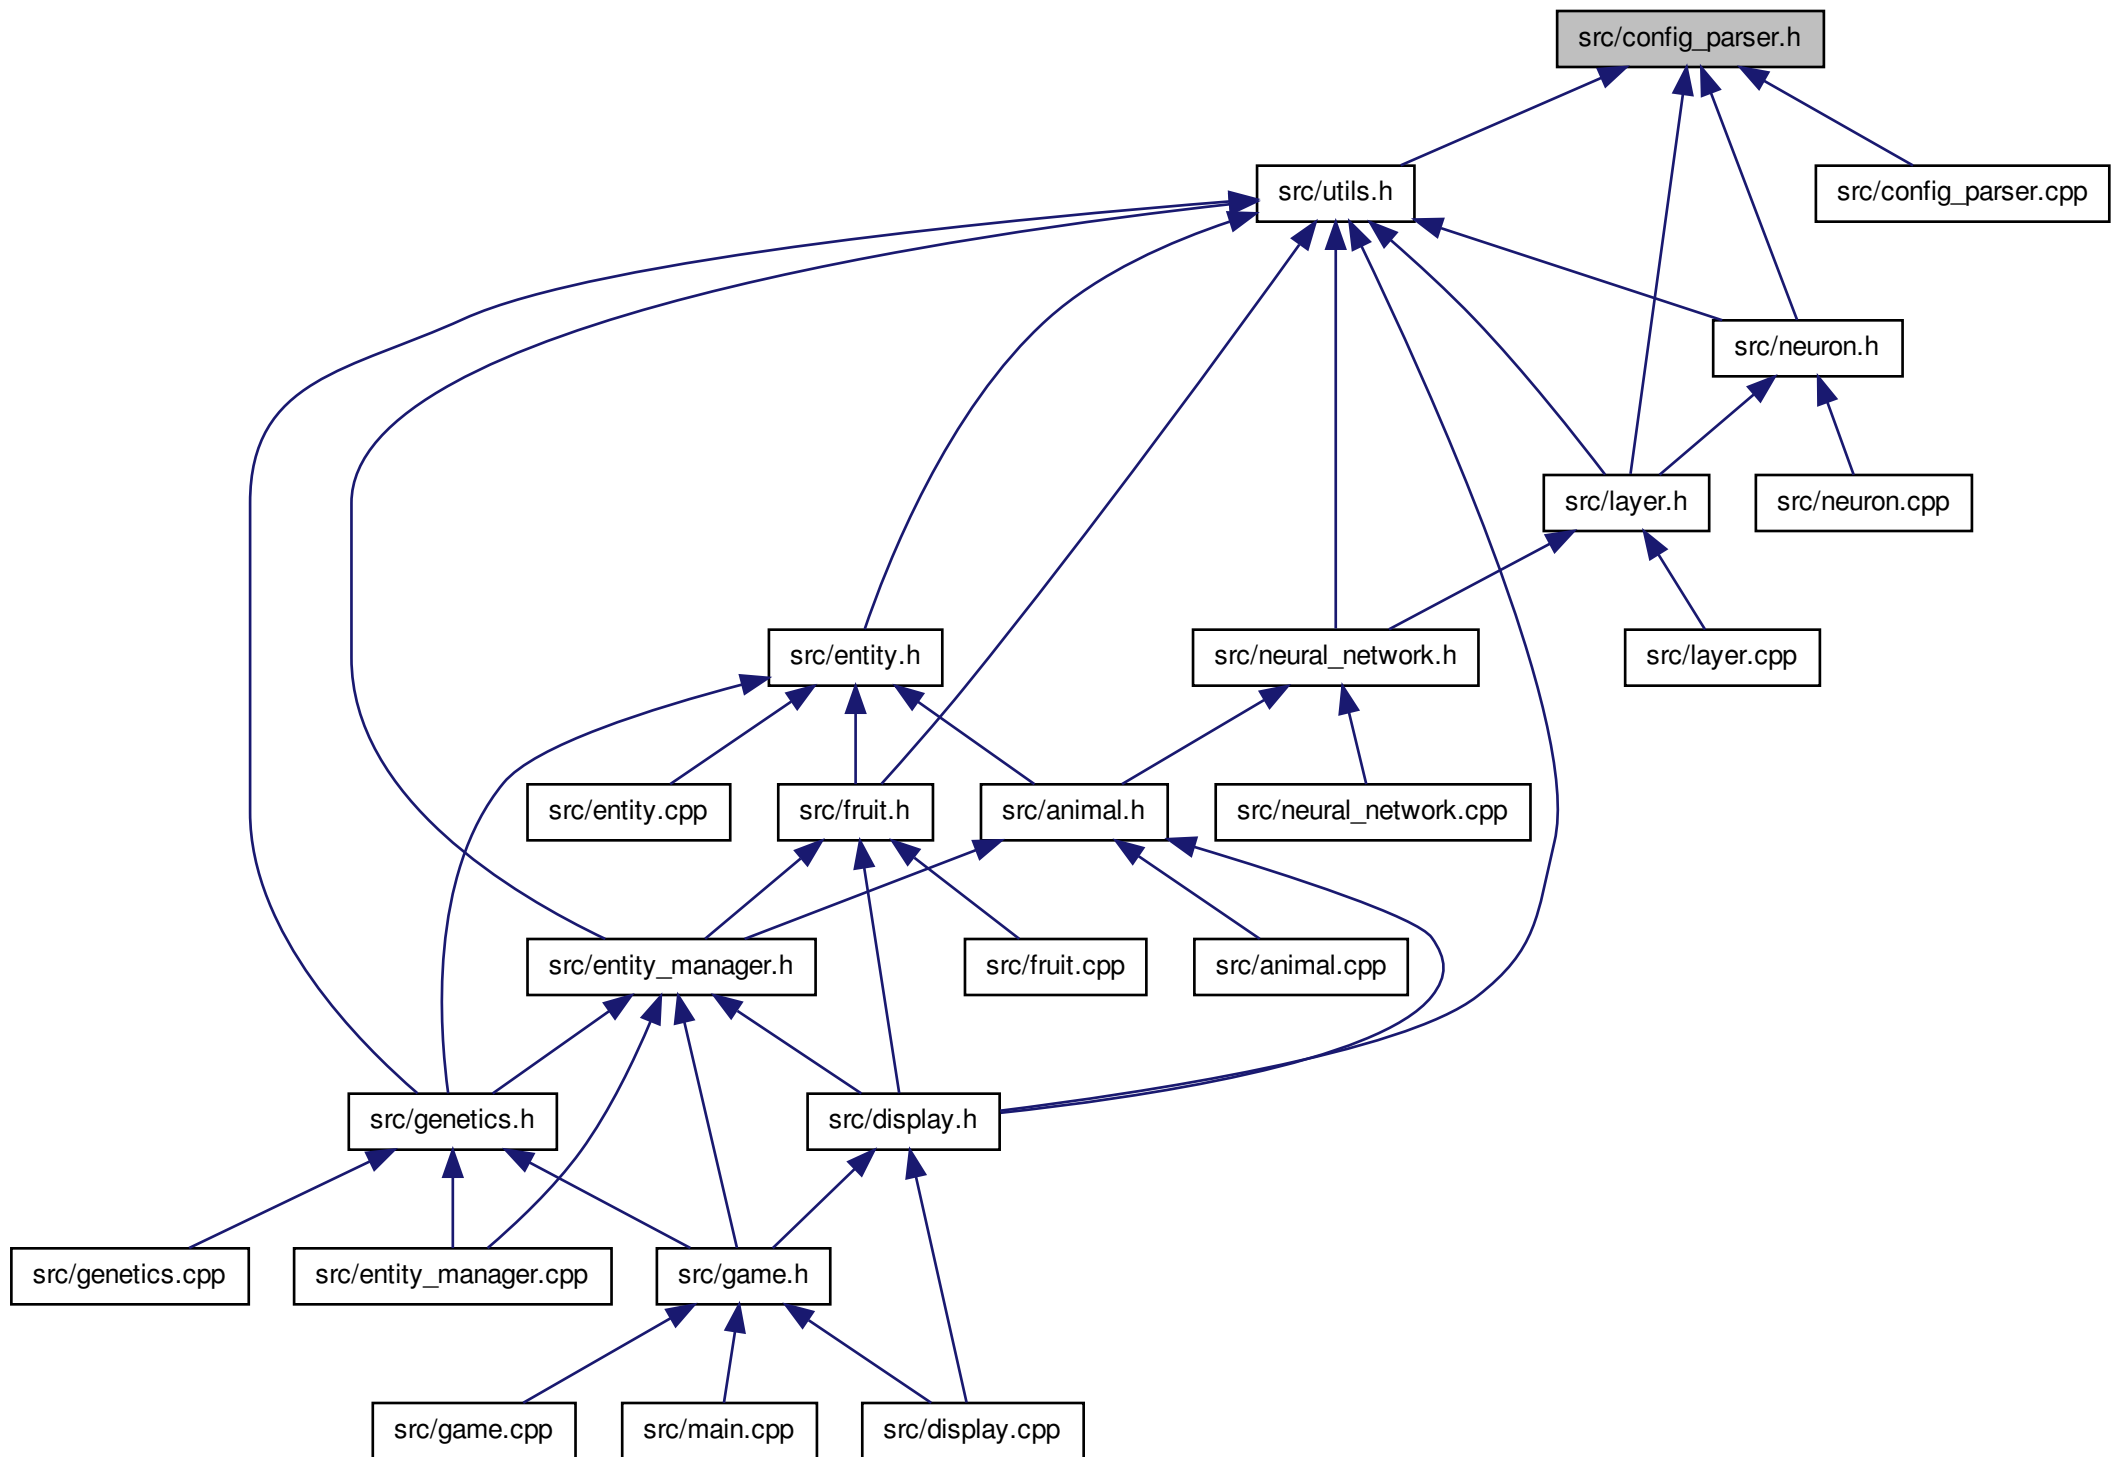 src/config_parser.h
src/utils.h
src/config_parser.cpp
src/neuron.h
src/layer.h
src/neuron.cpp
src/entity.h
src/neural_network.h
src/layer.cpp
src/entity.cpp
src/fruit.h
src/animal.h
src/neural_network.cpp
src/entity_manager.h
src/fruit.cpp
src/animal.cpp
src/genetics.h
src/display.h
src/genetics.cpp
src/entity_manager.cpp
src/game.h
src/game.cpp
src/main.cpp
src/display.cpp